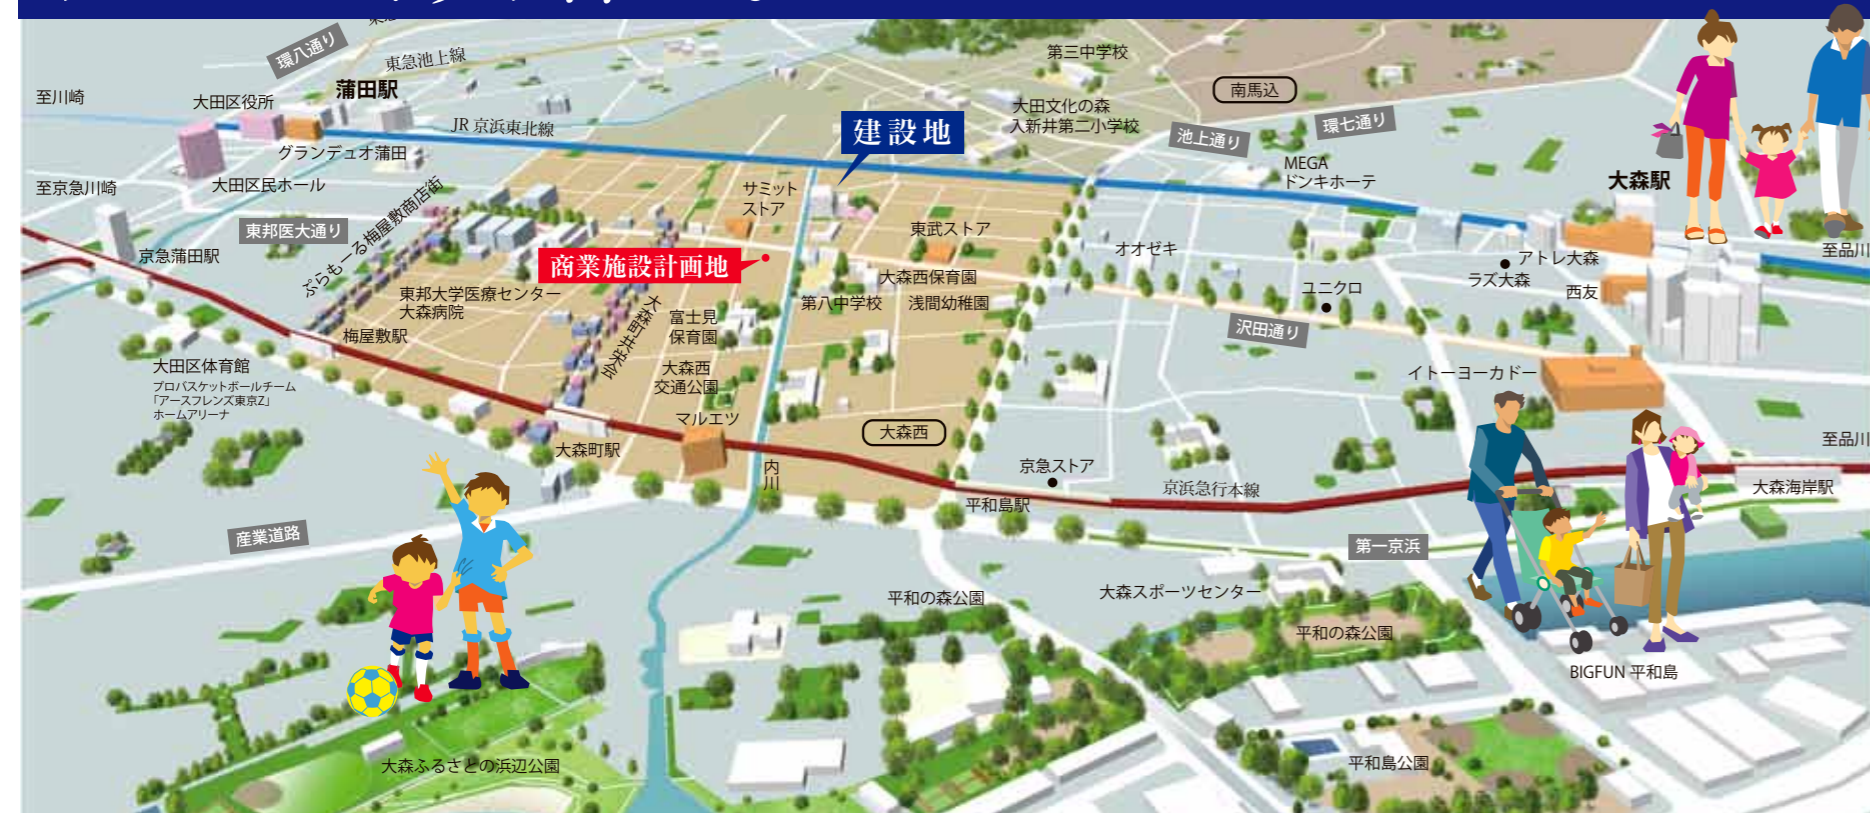 環八通り
東急池上線
第三中学校
蒲田駅
至川崎
大田区役所
南馬込
JR 京浜東北線
大田文化の森
入新井第二小学校
建設地
池上通り
環七通り
グランデュオ蒲田
MEGA
ドンキホーテ
大森駅
至京急川崎
大田区民ホール
サミット
ストア
東邦医大通り
ぷらもーる梅屋敷商店街
東武ストア
オオゼキ
至品川
京急蒲田駅
商業施設計画地
アトレ大森
ラズ大森
大森西保育園
東邦大学医療センター
大森病院
第八中学校
浅間幼稚園
ユニクロ
西友
大森町共栄会
富士見
保育園
沢田通り
梅屋敷駅
大田区体育館
プロバスケットボールチーム
「アースフレンズ東京Z」
ホームアリーナ
大森西
交通公園
イトーヨーカドー
マルエツ
大森西
至品川
大森町駅
内川
京急ストア
京浜急行本線
大森海岸駅
平和島駅
産業道路
第一京浜
平和の森公園
大森スポーツセンター
平和の森公園
BIGFUN 平和島
大森ふるさとの浜辺公園
平和島公園